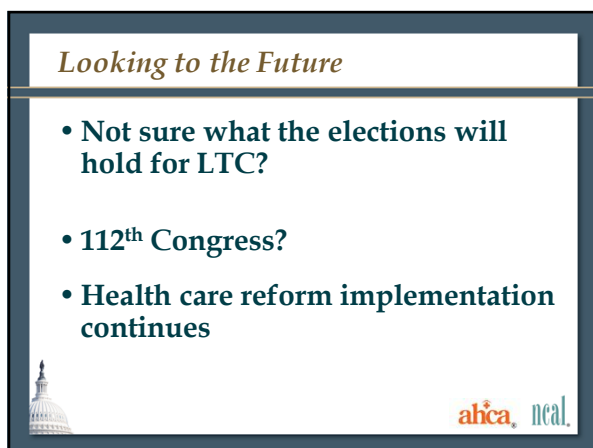 Looking to the Future
• Not sure what the elections will
hold for LTC?
• 112th Congress?
• Health care reform implementation
continues
ahca® ncal®